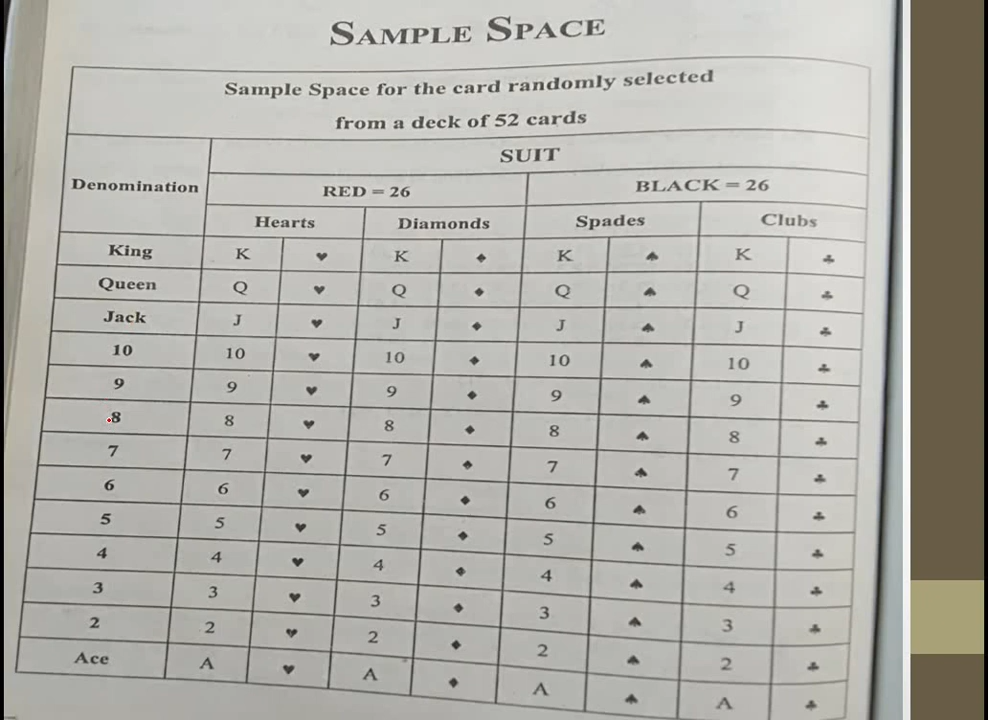 SAMPLE SPACE
Sample Space for the card randomly selected
from a deck of 52 cards
SUIT
Denomination
RED = 26 BLACK = 26
Hearts Diamonds Spades Clubs
King K ♥ K ♦ K ♠ K ♣
Queen Q ♥ Q ♦ Q ♠ Q ♣
Jack J ♥ J ♦ J ♠ J ♣
10 10 ♥ 10 ♦ 10 ♠ 10 ♣
9 9 ♥ 9 ♦ 9 ♠ 9 ♣
8 8 ♥ 8 ♦ 8 ♠ 8 ♣
7 7 ♥ 7 ♦ 7 ♠ 7 ♣
6 6 ♥ 6 ♦ 6 ♠ 6 ♣
5 5 ♥ 5 ♦ 5 ♠ 5 ♣
4 4 ♥ 4 ♦ 4 ♠ 4 ♣
3 3 ♥ 3 ♦ 3 ♠ 3 ♣
2 2 ♥ 2 ♦ 2 ♠ 2 ♣
Ace A ♥ A ♦ A ♠ A ♣